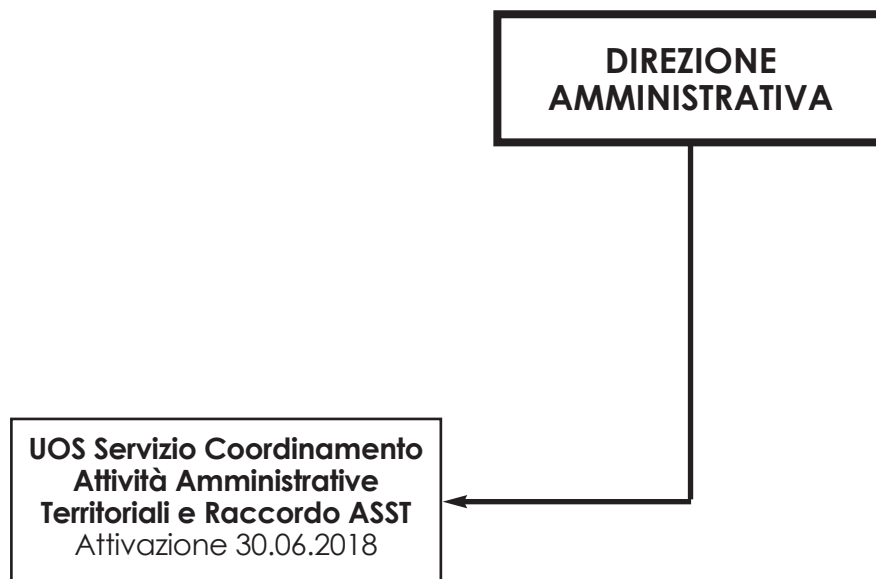 DIREZIONE
AMMINISTRATIVA
UOS Servizio Coordinamento
Attività Amministrative
Territoriali e Raccordo ASST
Attivazione 30.06.2018